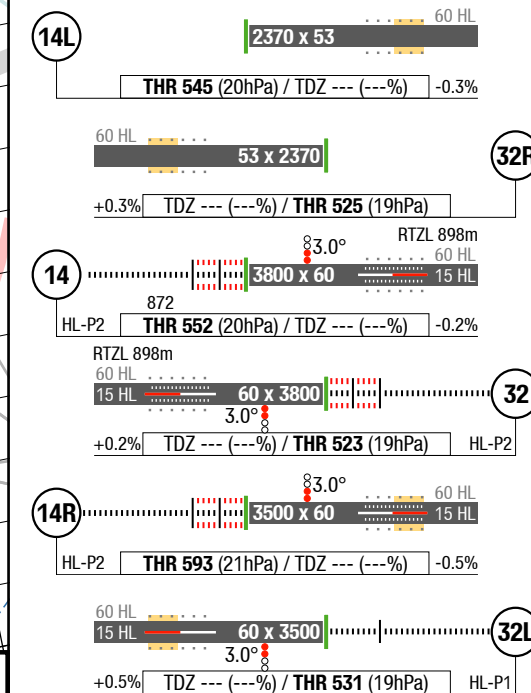 60 HL
14L
2370 x 53
THR 545 (20hPa) / TDZ --- (---%) -0.3%
60 HL
53 x 2370
32R
+0.3% TDZ --- (---%) / THR 525 (19hPa)
3.0°
RTZL 898m
60 HL
14
3800 x 60
15 HL
872
HL-P2 THR 552 (20hPa) / TDZ --- (---%) -0.2%
RTZL 898m
60 HL
15 HL
60 x 3800
32
3.0°
+0.2% TDZ --- (---%) / THR 523 (19hPa) HL-P2
3.0°
60 HL
14R
3500 x 60
15 HL
HL-P2 THR 593 (21hPa) / TDZ --- (---%) -0.5%
60 HL
15 HL
60 x 3500
32L
3.0°
+0.5% TDZ --- (---%) / THR 531 (19hPa) HL-P1